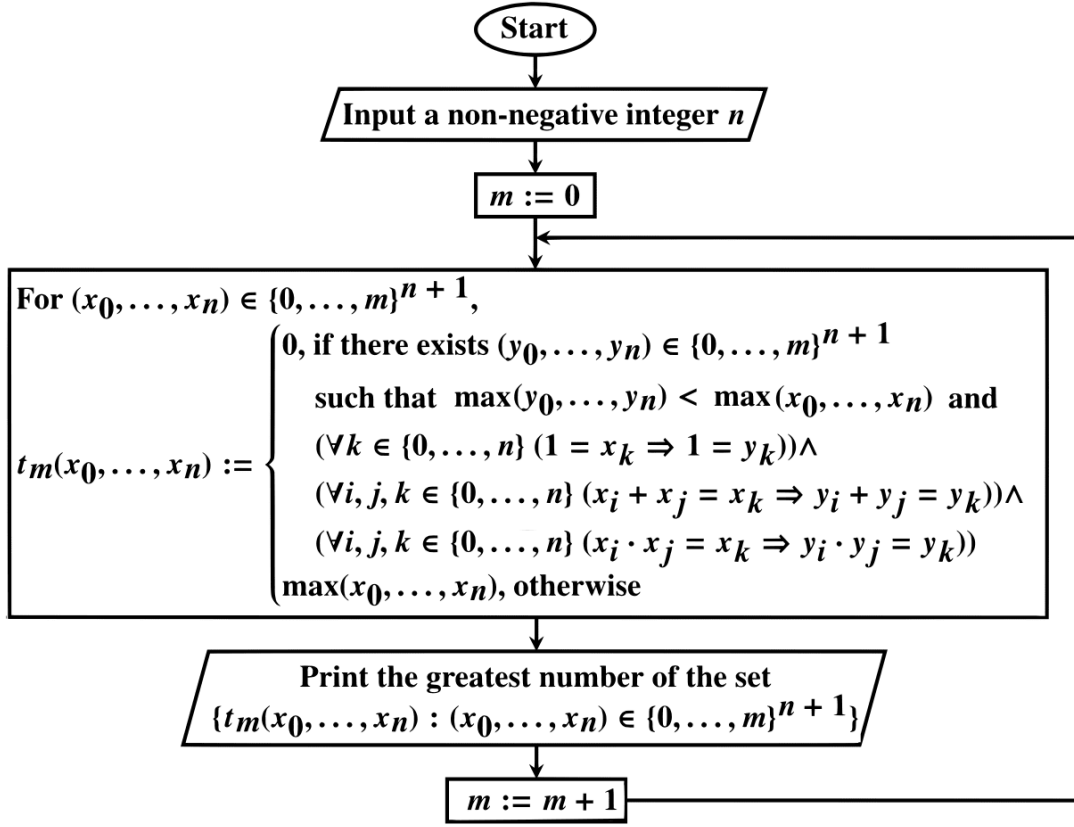 Start
Input a non-negative integer n
m := 0
For (x₀, . . . , xₙ) ∈ {0, . . . , m}ⁿ⁺¹,
0, if there exists (y₀, . . . , yₙ) ∈ {0, . . . , m}ⁿ⁺¹
such that max(y₀, . . . , yₙ) < max(x₀, . . . , xₙ) and
(∀k ∈ {0, . . . , n} (1 = xₖ ⇒ 1 = yₖ))∧
tₘ(x₀, . . . , xₙ) :=
(∀i, j, k ∈ {0, . . . , n} (xᵢ + xⱼ = xₖ ⇒ yᵢ + yⱼ = yₖ))∧
(∀i, j, k ∈ {0, . . . , n} (xᵢ · xⱼ = xₖ ⇒ yᵢ · yⱼ = yₖ))
max(x₀, . . . , xₙ), otherwise
Print the greatest number of the set
{tₘ(x₀, . . . , xₙ) : (x₀, . . . , xₙ) ∈ {0, . . . , m}ⁿ⁺¹}
m := m + 1